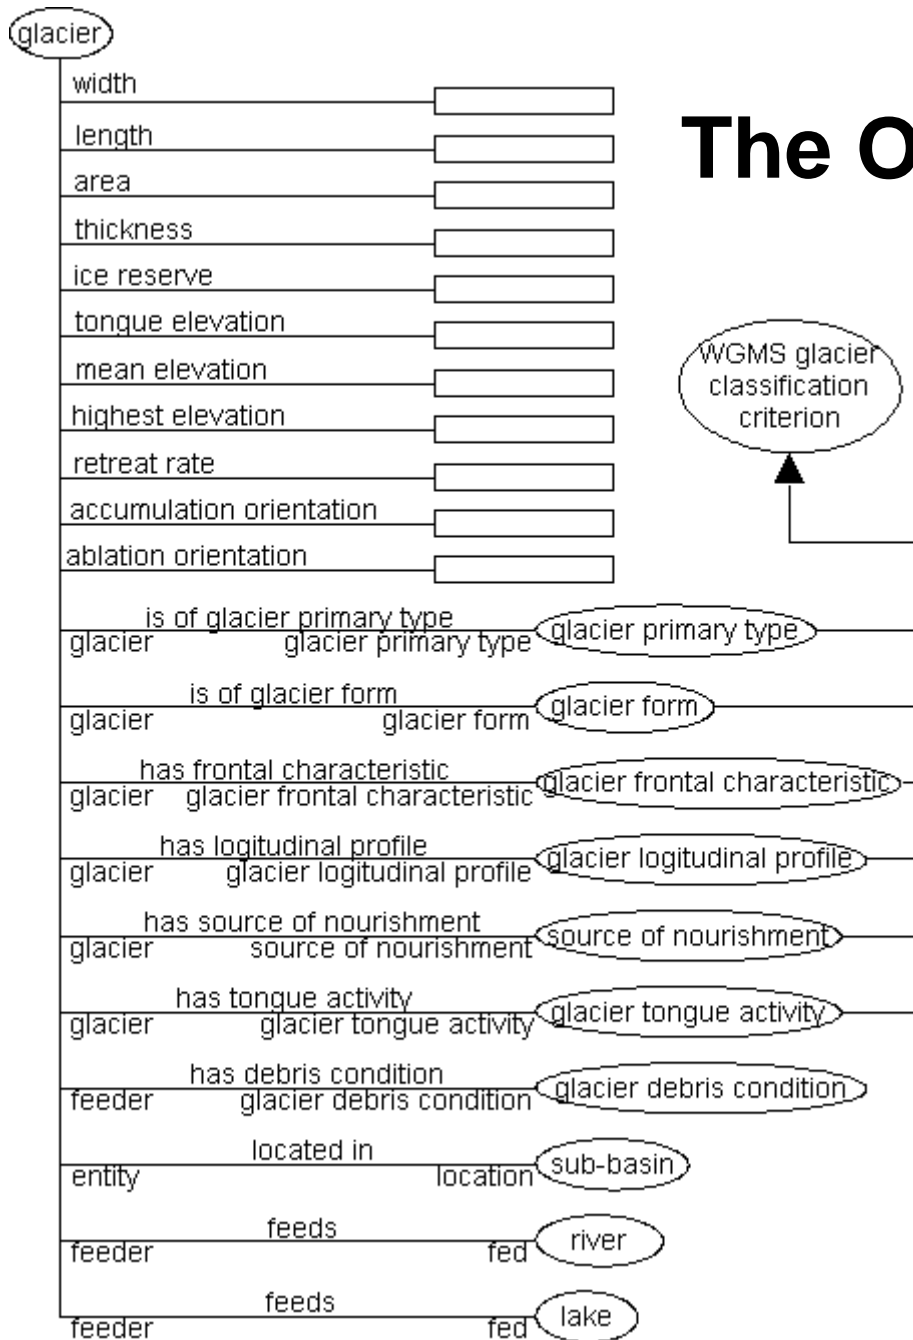 glacier
width
The O
length
area
thickness
ice reserve
tongue elevation
WGMS glacier
classification
criterion
mean elevation
highest elevation
retreat rate
accumulation orientation
ablation orientation
is of glacier primary type
glacier glacier primary type glacier primary type
is of glacier form
glacier glacier form glacier form
has frontal characteristic
glacier glacier frontal characteristic glacier frontal characteristic
has logitudinal profile
glacier glacier logitudinal profile glacier logitudinal profile
has source of nourishment
glacier source of nourishment source of nourishment
has tongue activity
glacier glacier tongue activity glacier tongue activity
has debris condition
feeder glacier debris condition glacier debris condition
located in
entity location sub-basin
feeds
feeder fed river
feeds
feeder fed lake